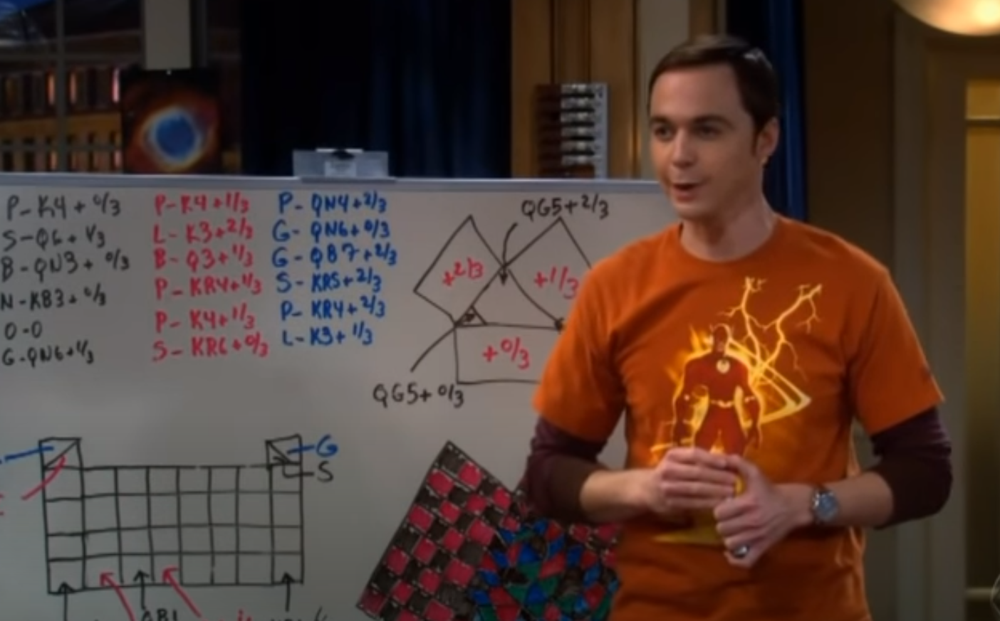 P-K4+0/3
S-QG+1/3
B-QN3+0/3
N-KB3+0/3
0-0
G-QN6+1/3
P-K4+1/3
L-K3+2/3
B-Q3+1/3
P-KR4+1/3
P-K4+1/3
S-KR6+0/3
P-QN4+2/3
G-QN6+0/3
G-QB7+2/3
S-KR5+2/3
P-KR4+2/3
L-K3+1/3
QG5+2/3
+2/3
+1/3
+0/3
QG5+0/3
G
S
QB1